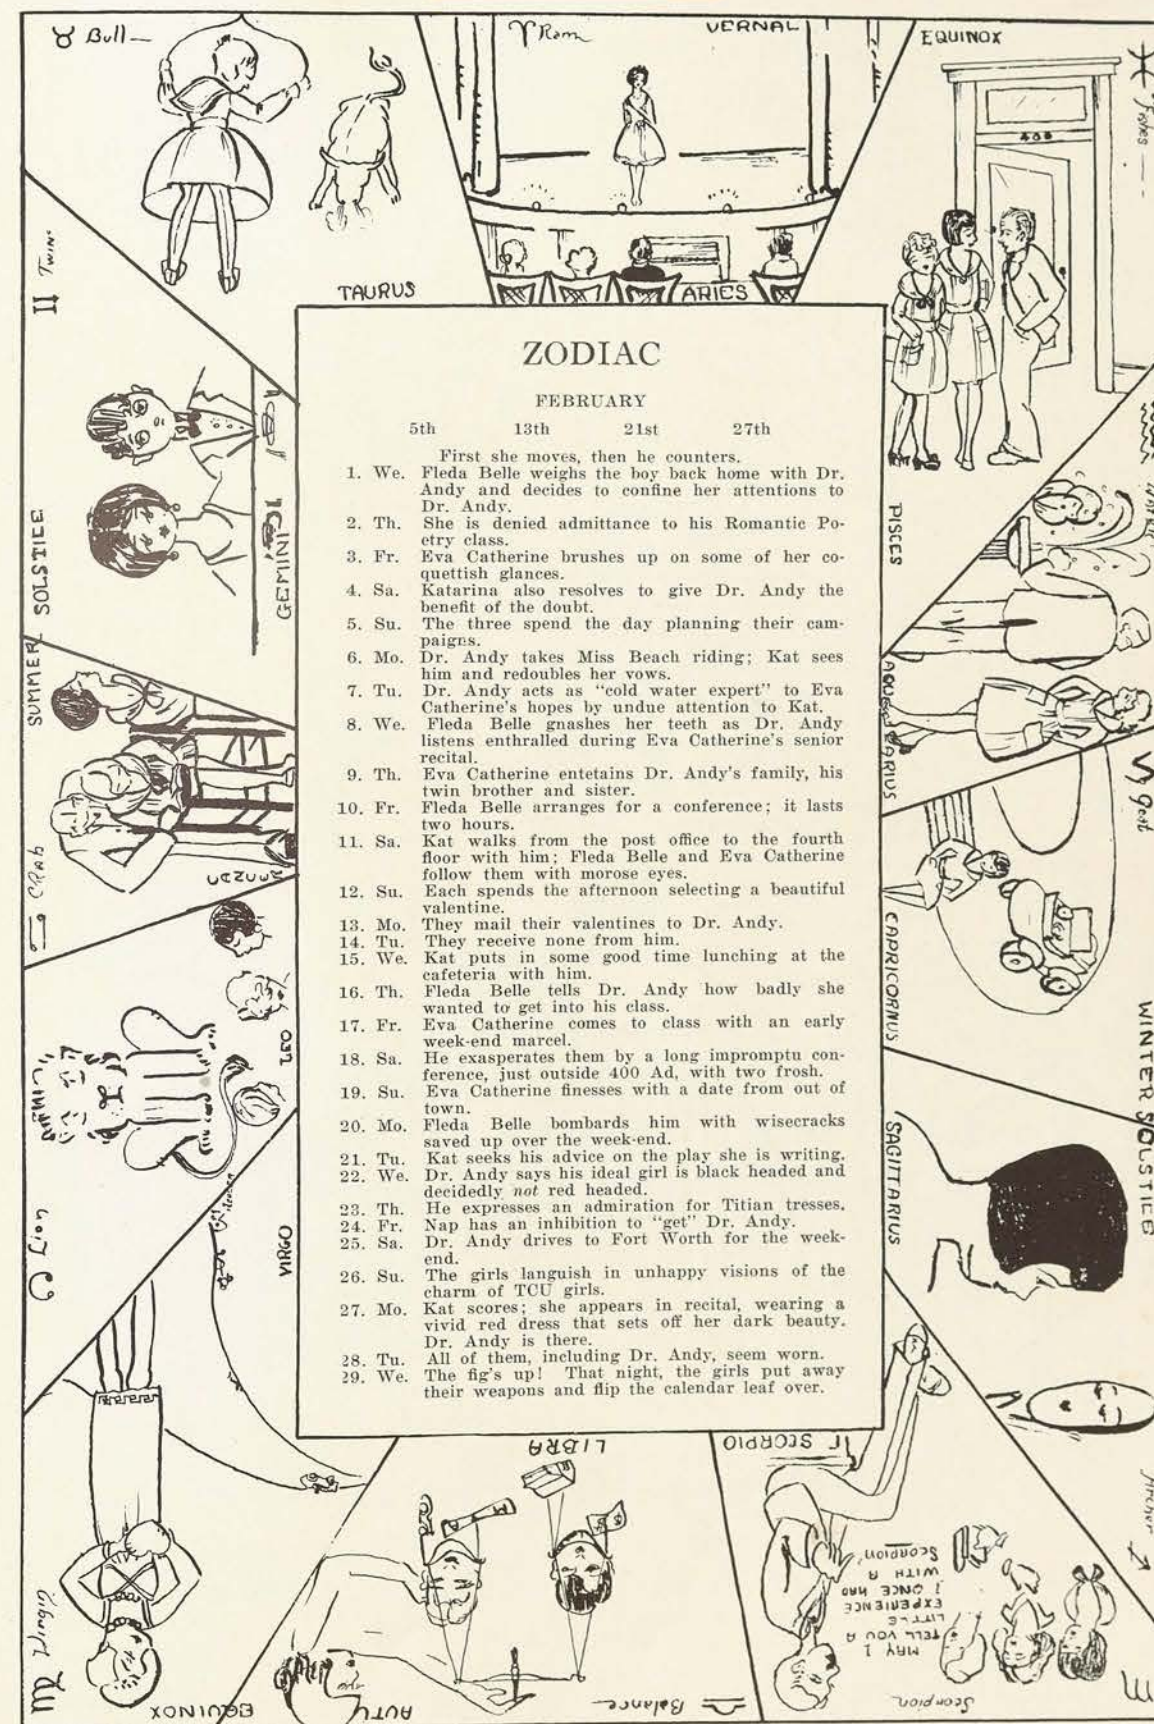 ♉ Bull—
♈ Ram
VERNAL
EQUINOX
Fishes
408
TAURUS
ARIES
Twins
II
GEMINI
SUMMER SOLSTICE
PISCES
ZODIAC
FEBRUARY
5th 13th 21st 27th
First she moves, then he counters.
1. We. Fleda Belle weighs the boy back home with Dr.
Andy and decides to confine her attentions to
Dr. Andy.
2. Th. She is denied admittance to his Romantic Po-
etry class.
3. Fr. Eva Catherine brushes up on some of her co-
quettish glances.
4. Sa. Katarina also resolves to give Dr. Andy the
benefit of the doubt.
5. Su. The three spend the day planning their cam-
paigns.
6. Mo. Dr. Andy takes Miss Beach riding; Kat sees
him and redoubles her vows.
7. Tu. Dr. Andy acts as "cold water expert" to Eva
Catherine's hopes by undue attention to Kat.
8. We. Fleda Belle gnashes her teeth as Dr. Andy
listens enthralled during Eva Catherine's senior
recital.
9. Th. Eva Catherine entetains Dr. Andy's family, his
twin brother and sister.
10. Fr. Fleda Belle arranges for a conference; it lasts
two hours.
11. Sa. Kat walks from the post office to the fourth
floor with him; Fleda Belle and Eva Catherine
follow them with morose eyes.
12. Su. Each spends the afternoon selecting a beautiful
valentine.
13. Mo. They mail their valentines to Dr. Andy.
14. Tu. They receive none from him.
15. We. Kat puts in some good time lunching at the
cafeteria with him.
16. Th. Fleda Belle tells Dr. Andy how badly she
wanted to get into his class.
17. Fr. Eva Catherine comes to class with an early
week-end marcel.
18. Sa. He exasperates them by a long impromptu con-
ference, just outside 400 Ad, with two frosh.
19. Su. Eva Catherine finesses with a date from out of
town.
20. Mo. Fleda Belle bombards him with wisecracks
saved up over the week-end.
21. Tu. Kat seeks his advice on the play she is writing.
22. We. Dr. Andy says his ideal girl is black headed and
decidedly not red headed.
23. Th. He expresses an admiration for Titian tresses.
24. Fr. Nap has an inhibition to "get" Dr. Andy.
25. Sa. Dr. Andy drives to Fort Worth for the week-
end.
26. Su. The girls languish in unhappy visions of the
charm of TCU girls.
27. Mo. Kat scores; she appears in recital, wearing a
vivid red dress that sets off her dark beauty.
Dr. Andy is there.
28. Tu. All of them, including Dr. Andy, seem worn.
29. We. The fig's up! That night, the girls put away
their weapons and flip the calendar leaf over.
Goat
CAPRICORNUS
WINTER SOLSTICE
SAGITTARIUS
Archer
Crab
LEO
Lion
VIRGO
Virgin
EQUINOX
LIBRA
Balance
SCORPIO
MAY I
TELL YOU A
LITTLE
EXPERIENCE
I ONCE HAD
WITH A
SCORPION
Scorpion